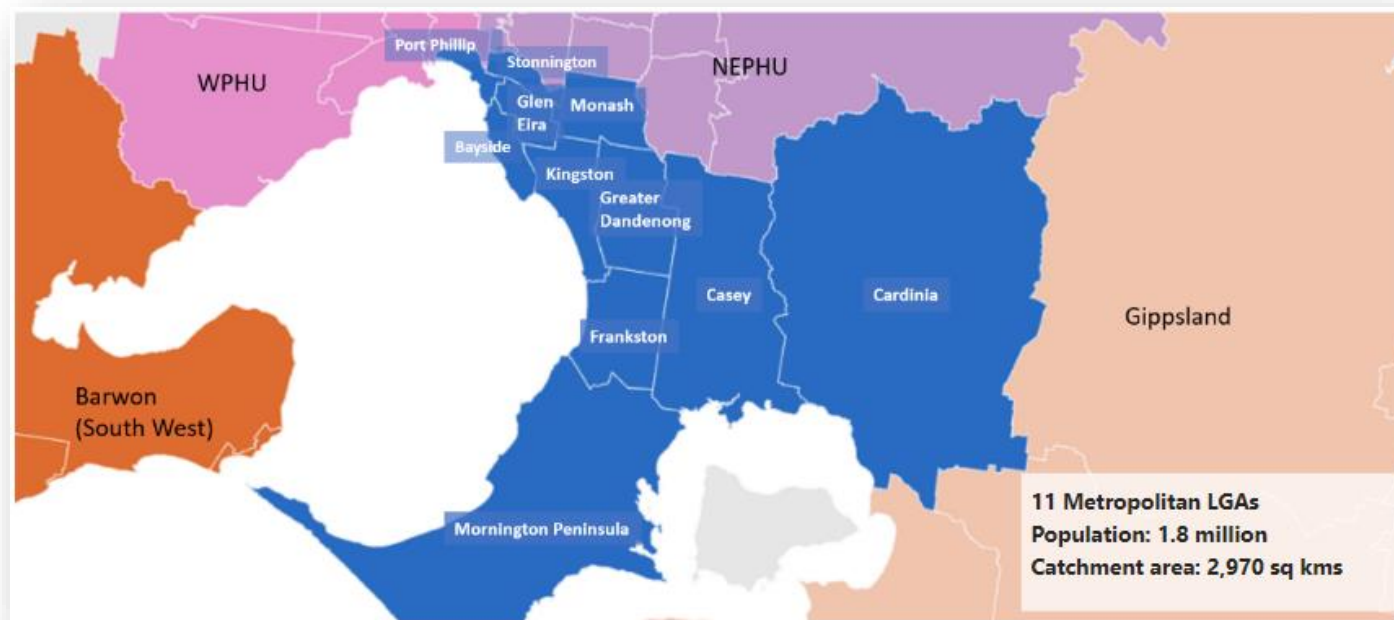 Port Phillip
Stonnington
WPHU
NEPHU
Glen
Eira
Monash
Bayside
Kingston
Greater
Dandenong
Casey
Cardinia
Gippsland
Frankston
Barwon
(South West)
Mornington Peninsula
11 Metropolitan LGAs
Population: 1.8 million
Catchment area: 2,970 sq kms